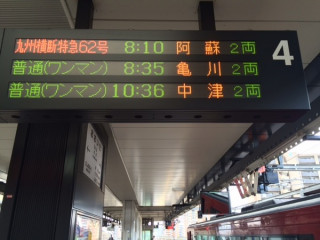 九州横断特急62号 8:10 阿蘇 2両
普通(ワンマン) 8:35 亀川 2両
普通(ワンマン) 10:36 中津 2両
4